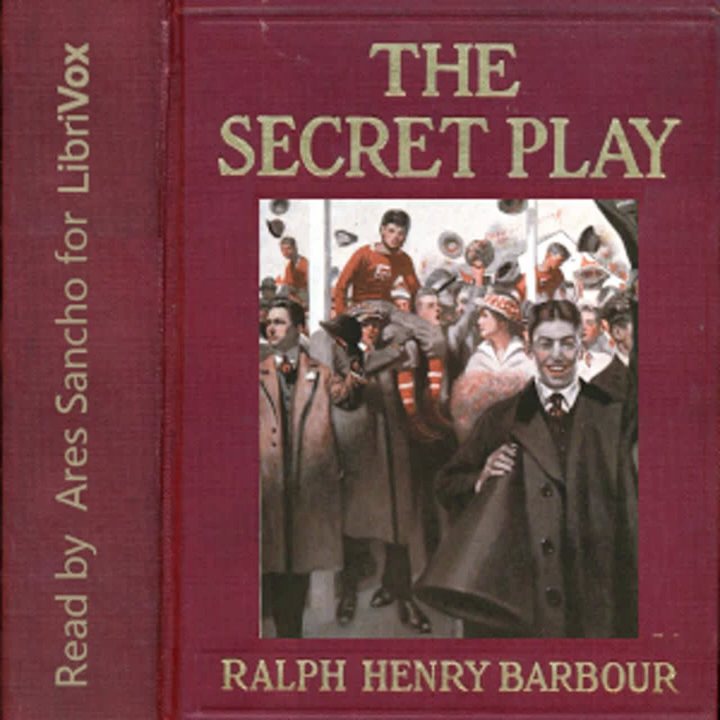 THE
SECRET PLAY
RALPH HENRY BARBOUR
Read by Ares Sancho for LibriVox